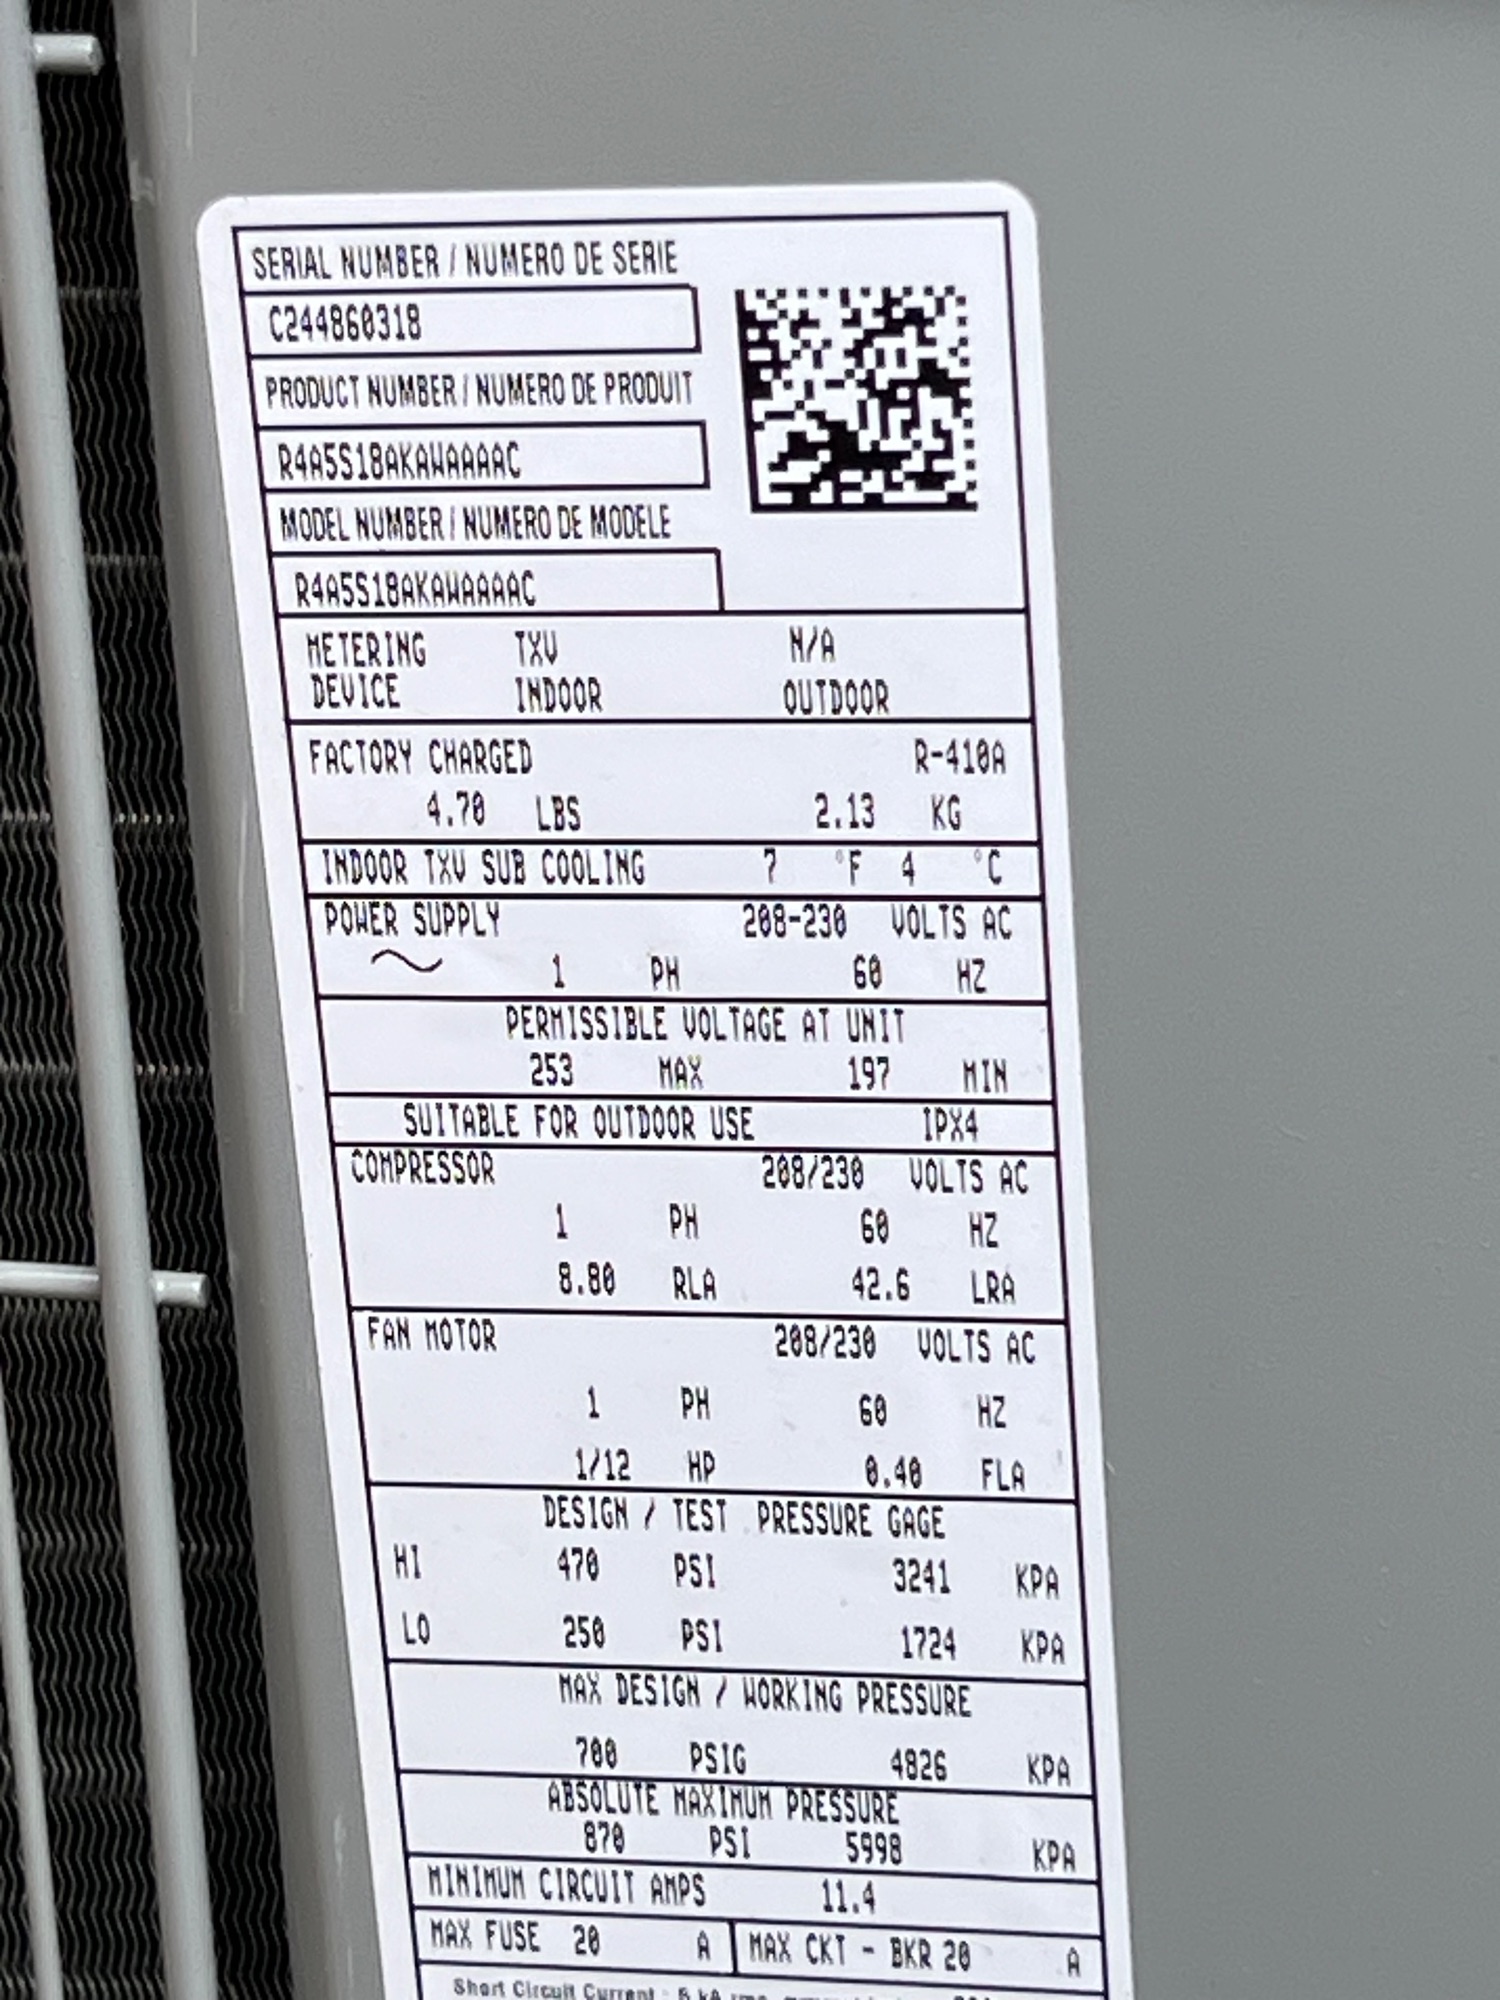 SERIAL NUMBER / NUMERO DE SERIE
C244860318
PRODUCT NUMBER / NUMERO DE PRODUIT
R4A5S18AKAWAAAAC
MODEL NUMBER / NUMERO DE MODELE
R4A5S18AKAWAAAAC
METERING TXV N/A
DEVICE INDOOR OUTDOOR
FACTORY CHARGED R-410A
4.70 LBS 2.13 KG
INDOOR TXV SUB COOLING 7 °F 4 °C
POWER SUPPLY 208-230 VOLTS AC
1 PH 60 HZ
PERMISSIBLE VOLTAGE AT UNIT
253 MAX 197 MIN
SUITABLE FOR OUTDOOR USE IPX4
COMPRESSOR 208/230 VOLTS AC
1 PH 60 HZ
8.80 RLA 42.6 LRA
FAN MOTOR 208/230 VOLTS AC
1 PH 60 HZ
1/12 HP 0.40 FLA
DESIGN / TEST PRESSURE GAGE
HI 470 PSI 3241 KPA
LO 250 PSI 1724 KPA
MAX DESIGN / WORKING PRESSURE
700 PSIG 4826 KPA
ABSOLUTE MAXIMUM PRESSURE
870 PSI 5998 KPA
MINIMUM CIRCUIT AMPS 11.4
MAX FUSE 20 A MAX CKT - BKR 20 A
Short Circuit Current : 5 kA